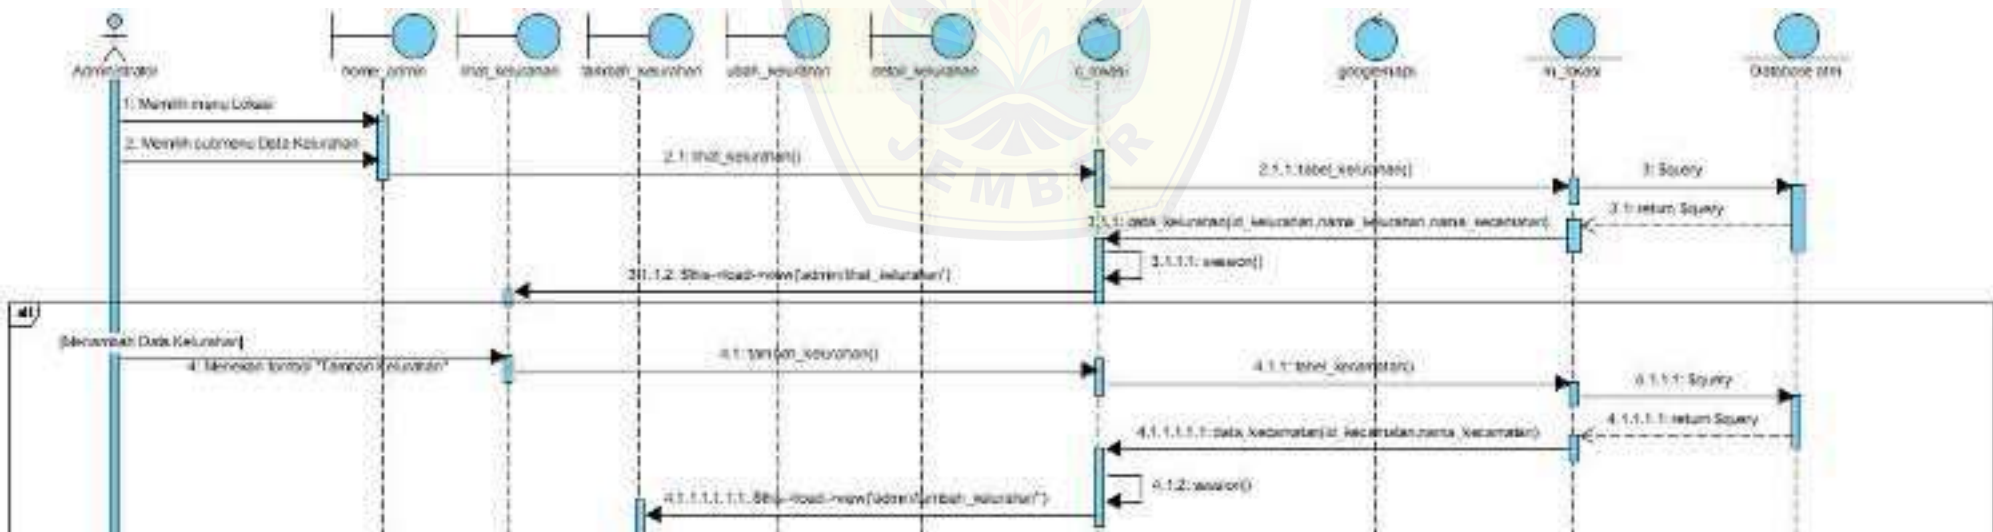 Administrator
home_admin
lihat_kelurahan
tambah_kelurahan
ubah_kelurahan
detail_kelurahan
c_lokasi
googlemaps
m_lokasi
Database
JEMBER
1: Memilih menu Lokasi
2: Memilih submenu Data Kelurahan
2.1: lihat_kelurahan()
2.1.1: tabel_kelurahan()
3: $query
3.1: return $query
3.1.1: data_kelurahan(id_kelurahan,nama_kelurahan,nama_kecamatan)
3.1.1.1: session()
3.1.1.2: $this->load->view('admin/lihat_kelurahan')
alt
[Menambah Data Kelurahan]
4: Menekan tombol "Tambah Kelurahan"
4.1: tambah_kelurahan()
4.1.1: tabel_kecamatan()
4.1.1.1: $query
4.1.1.1.1: return $query
4.1.1.1.1.1: data_kecamatan(id_kecamatan,nama_kecamatan)
4.1.2: session()
4.1.1.1.1.1.1: $this->load->view('admin/tambah_kelurahan')